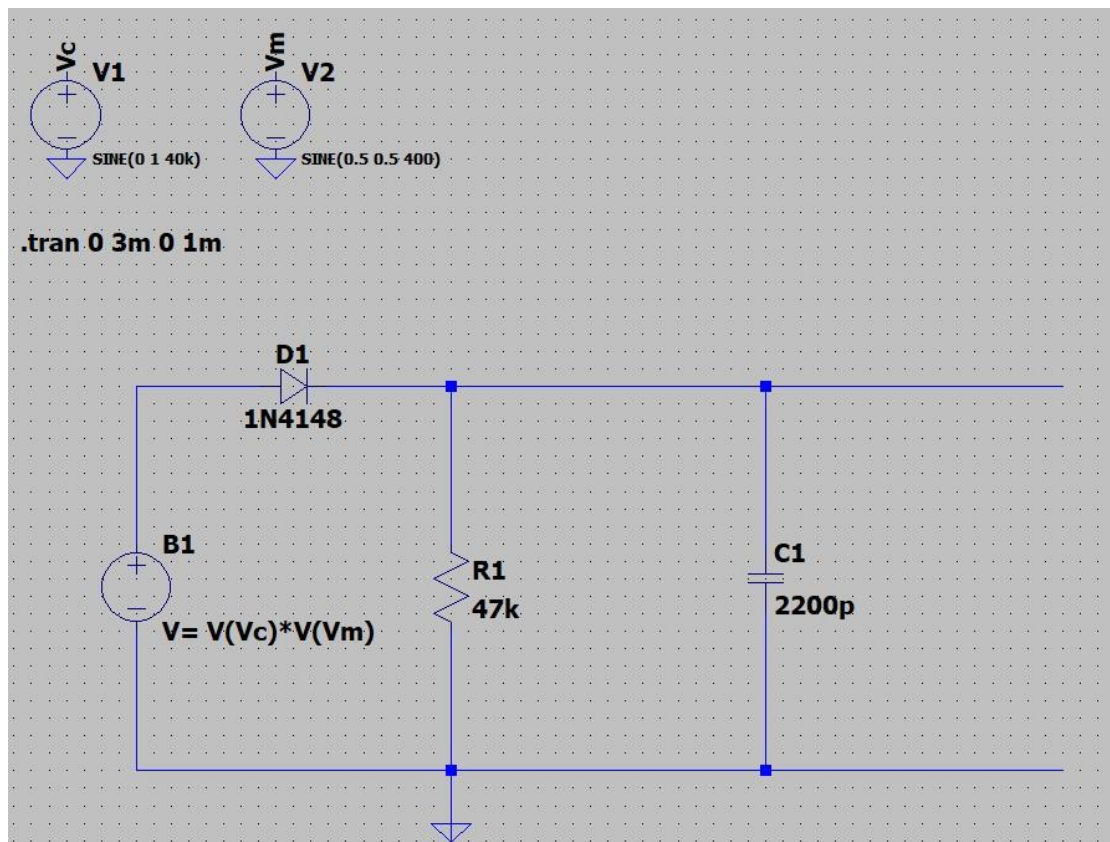 Vc
V1
SINE(0 1 40k)
Vm
V2
SINE(0.5 0.5 400)
.tran 0 3m 0 1m
D1
1N4148
B1
V= V(Vc)*V(Vm)
R1
47k
C1
2200p